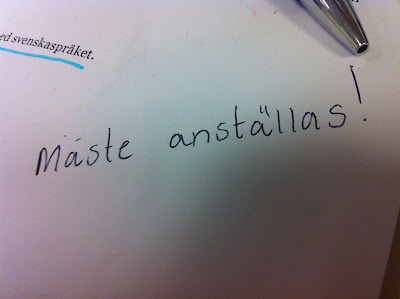 ed svenskaspråket.
Måste anställas!